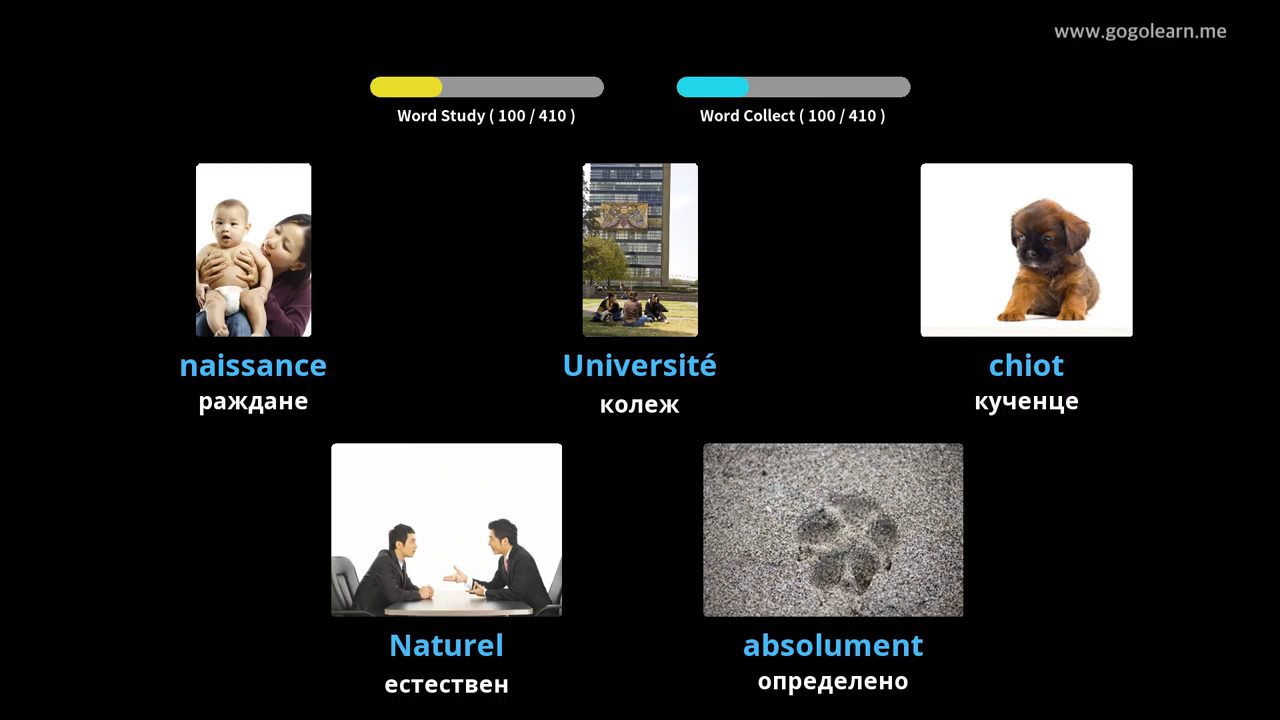 www.gogolearn.me
Word Study ( 100 / 410 )
Word Collect ( 100 / 410 )
naissance
раждане
Université
колеж
chiot
кученце
Naturel
естествен
absolument
определено